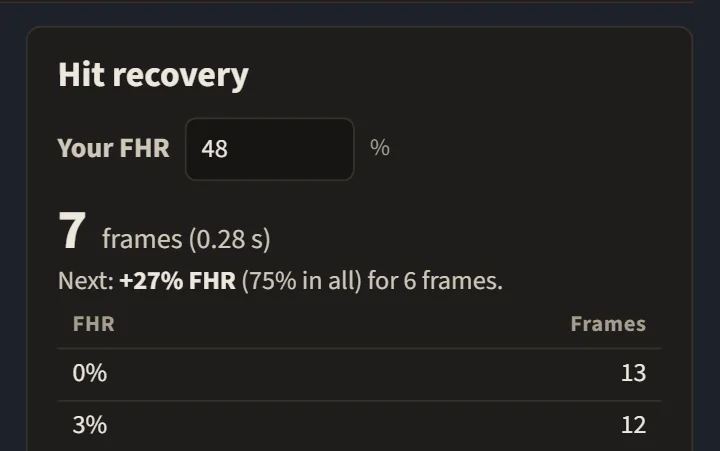 Hit recovery
Your FHR 48 %
7 frames (0.28 s)
Next: +27% FHR (75% in all) for 6 frames.
FHR Frames
0% 13
3% 12